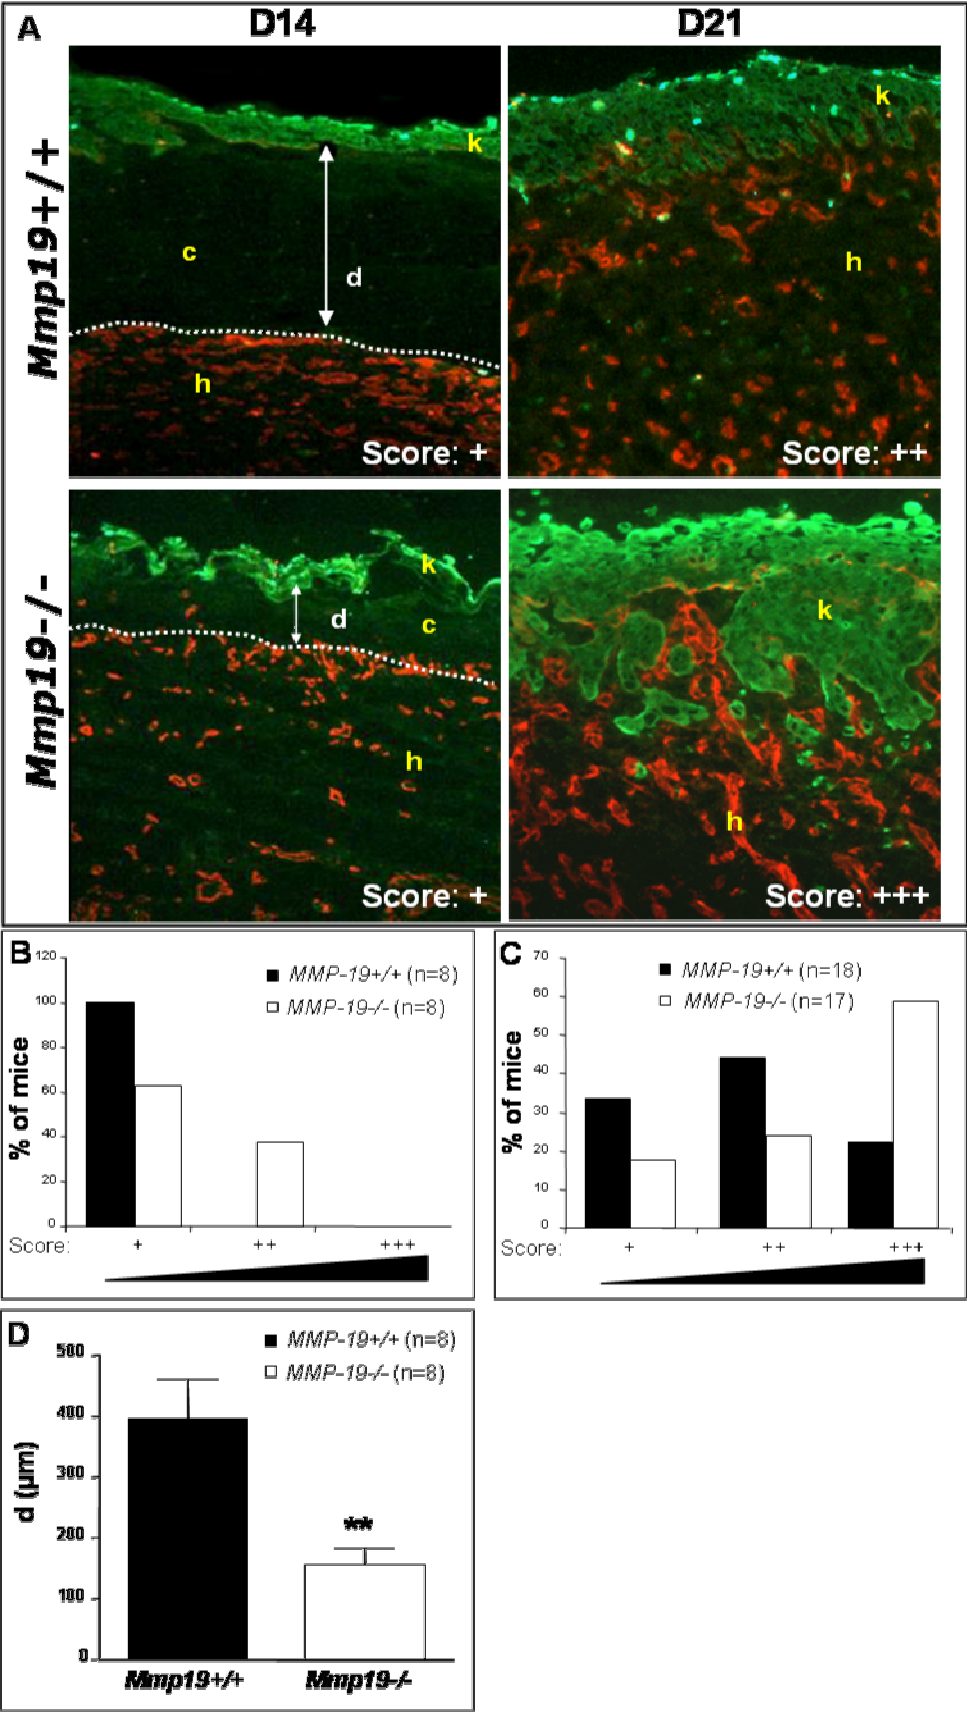 A
D14
D21
Mmp19+/+
k
c
d
h
Score: +
k
h
Score: ++
Mmp19-/-
k
d
c
h
Score: +
k
h
Score: +++
B
MMP-19+/+ (n=8)
MMP-19-/- (n=8)
% of mice
120
100
80
60
40
20
0
Score: + ++ +++
C
MMP-19+/+ (n=18)
MMP-19-/- (n=17)
% of mice
70
60
50
40
30
20
10
0
Score: + ++ +++
D
MMP-19+/+ (n=8)
MMP-19-/- (n=8)
d (µm)
500
400
300
200
100
0
**
Mmp19+/+ Mmp19-/-